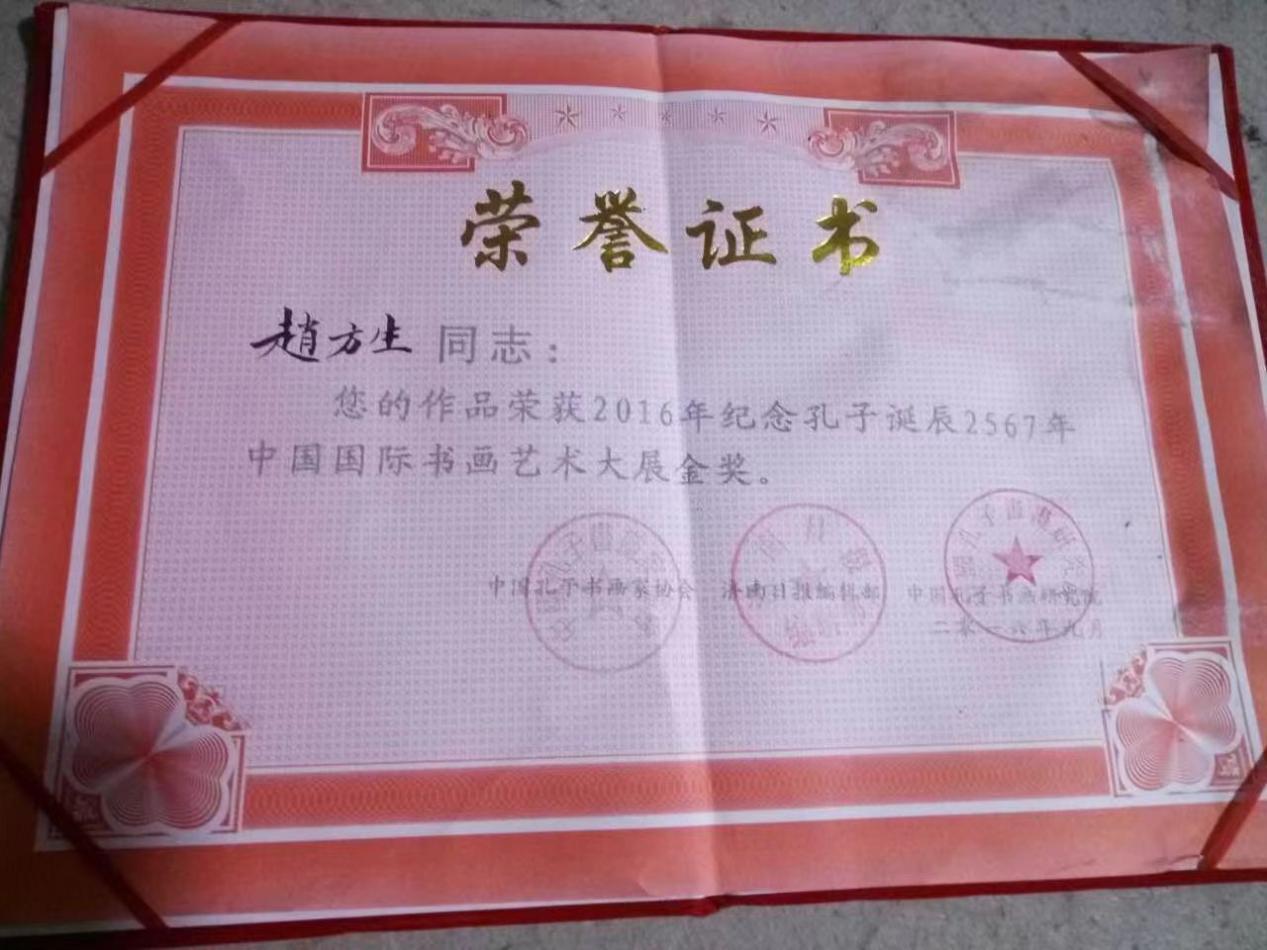 荣誉证书
趙方生 同志：
您的作品荣获2016年纪念孔子诞辰2567年
中国国际书画艺术大展金奖。
中国孔子书画家协会 济南日报编辑部 中国孔子书画研究院
二零一六年九月